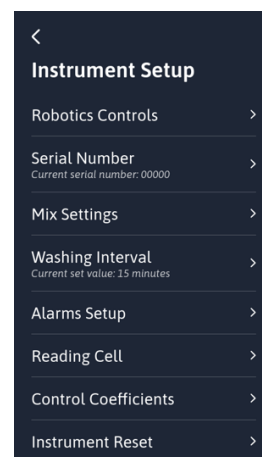 Instrument Setup
Robotics Controls
Serial Number
Current serial number: 00000
Mix Settings
Washing Interval
Current set value: 15 minutes
Alarms Setup
Reading Cell
Control Coefficients
Instrument Reset